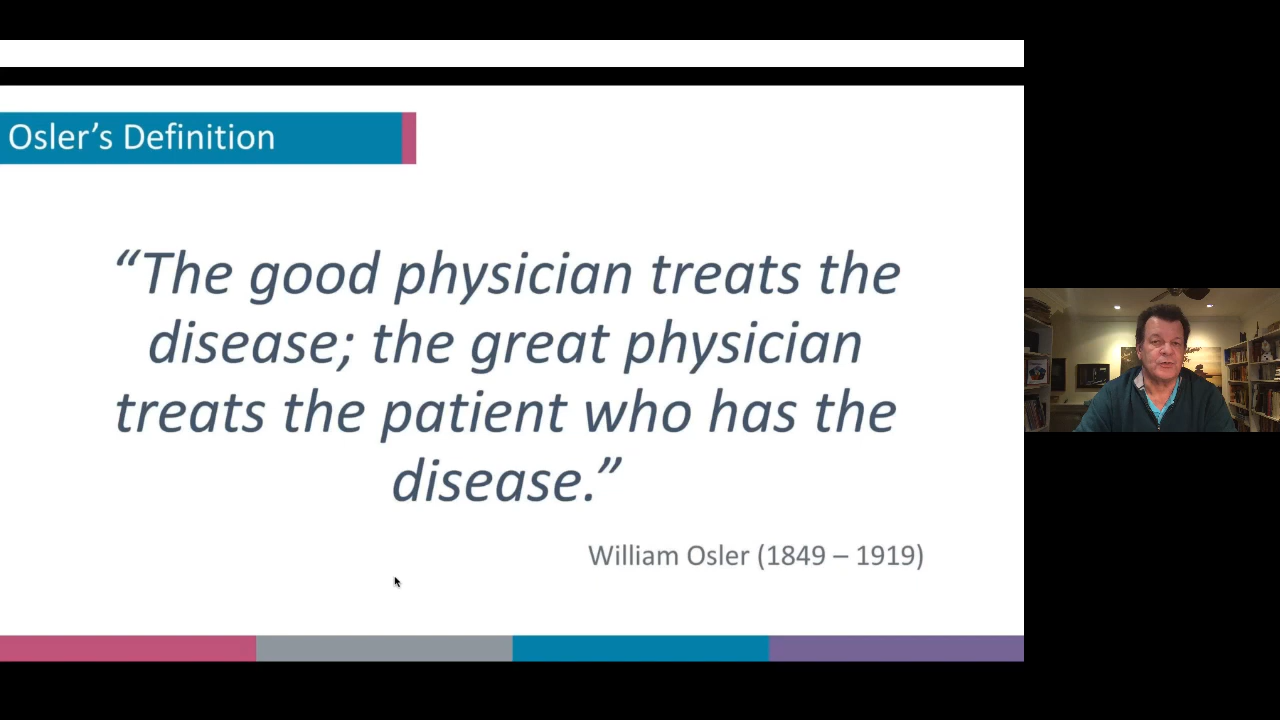 Osler’s Definition
“The good physician treats the
disease; the great physician
treats the patient who has the
disease.”
William Osler (1849 – 1919)